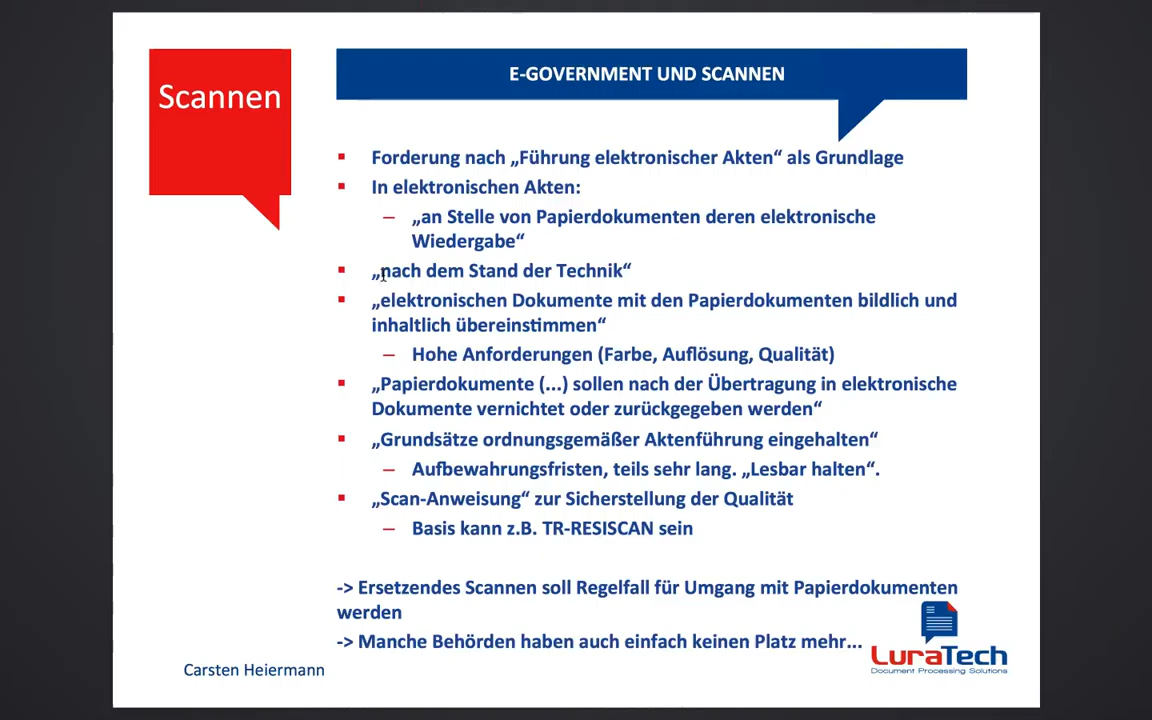 Scannen
E-GOVERNMENT UND SCANNEN
Forderung nach „Führung elektronischer Akten“ als Grundlage
In elektronischen Akten:
– „an Stelle von Papierdokumenten deren elektronische
Wiedergabe“
„nach dem Stand der Technik“
„elektronischen Dokumente mit den Papierdokumenten bildlich und
inhaltlich übereinstimmen“
– Hohe Anforderungen (Farbe, Auflösung, Qualität)
„Papierdokumente (...) sollen nach der Übertragung in elektronische
Dokumente vernichtet oder zurückgegeben werden“
„Grundsätze ordnungsgemäßer Aktenführung eingehalten“
– Aufbewahrungsfristen, teils sehr lang. „Lesbar halten“.
„Scan-Anweisung“ zur Sicherstellung der Qualität
– Basis kann z.B. TR-RESISCAN sein
-> Ersetzendes Scannen soll Regelfall für Umgang mit Papierdokumenten
werden
-> Manche Behörden haben auch einfach keinen Platz mehr...
LuraTech
Document Processing Solutions
Carsten Heiermann